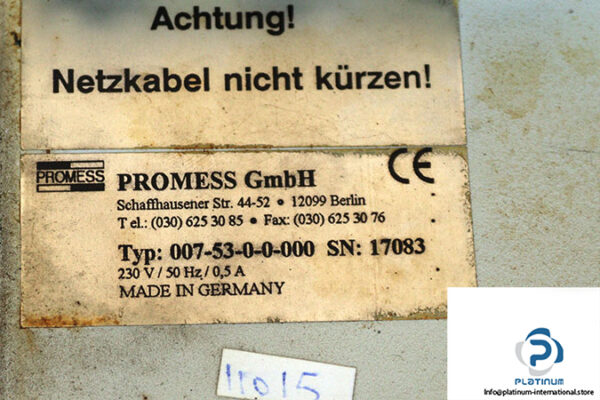 Achtung!
Netzkabel nicht kürzen!
PROMESS
PROMESS GmbH
CE
Schaffhausener Str. 44-52 • 12099 Berlin
Tel.: (030) 625 30 85 • Fax: (030) 625 30 76
Typ: 007-53-0-0-000 SN: 17083
230 V / 50 Hz / 0,5 A
MADE IN GERMANY
11015
PLATINUM
Info@platinum-international.store